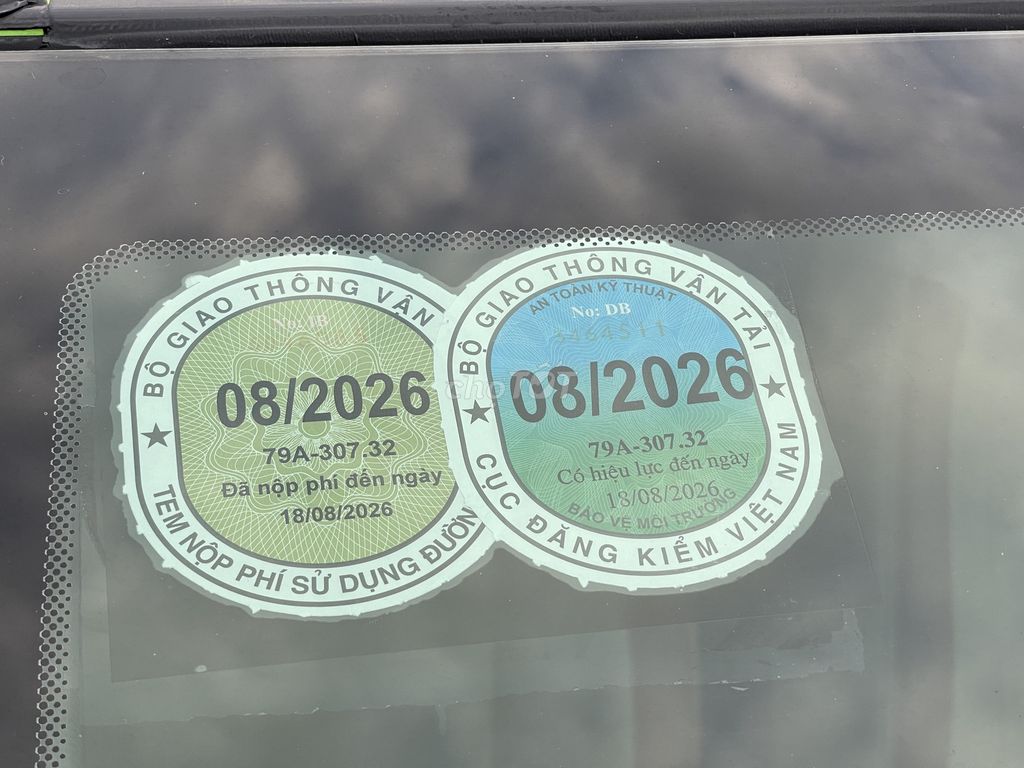 BỘ GIAO THÔNG VẬN
No: DB
08/2026
79A-307.32
Đã nộp phí đến ngày
18/08/2026
TEM NỘP PHÍ SỬ DỤNG ĐƯỜN
BỘ GIAO THÔNG VẬN TẢI
AN TOÀN KỸ THUẬT
No: DB
5464511
08/2026
79A-307.32
Có hiệu lực đến ngày
18/08/2026
BẢO VỆ MÔI TRƯỜNG
CỤC ĐĂNG KIỂM VIỆT NAM
chợTỐT